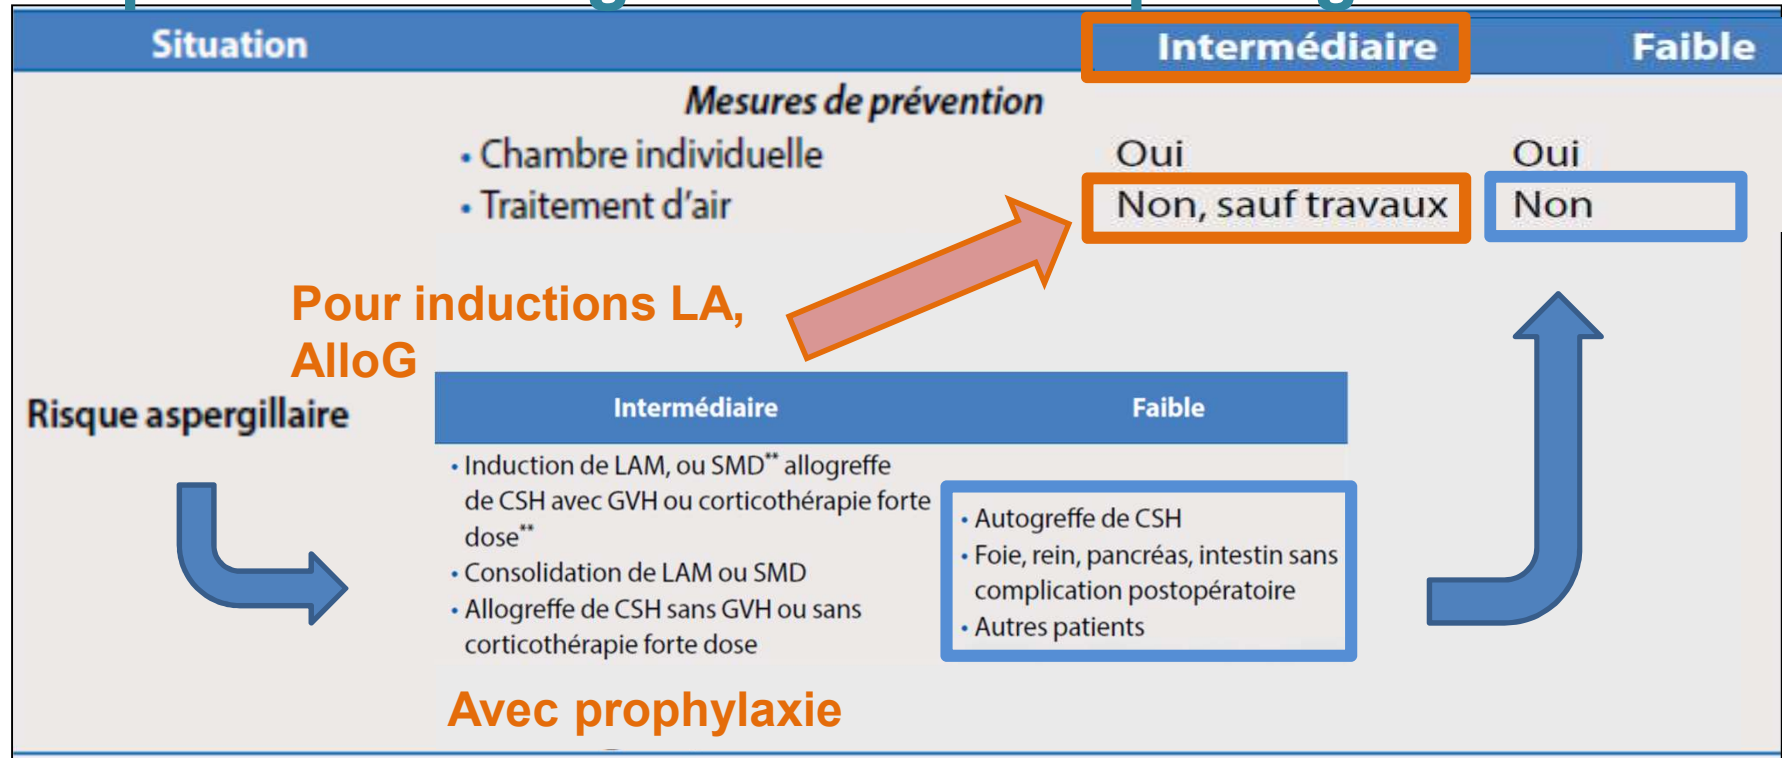 Situation Intermédiaire Faible
Mesures de prévention
• Chambre individuelle Oui Oui
• Traitement d'air Non, sauf travaux Non
Pour inductions LA,
AlloG
Risque aspergillaire
Intermédiaire Faible
• Induction de LAM, ou SMD** allogreffe
de CSH avec GVH ou corticothérapie forte
dose**
• Consolidation de LAM ou SMD
• Allogreffe de CSH sans GVH ou sans
corticothérapie forte dose
• Autogreffe de CSH
• Foie, rein, pancréas, intestin sans
complication postopératoire
• Autres patients
Avec prophylaxie